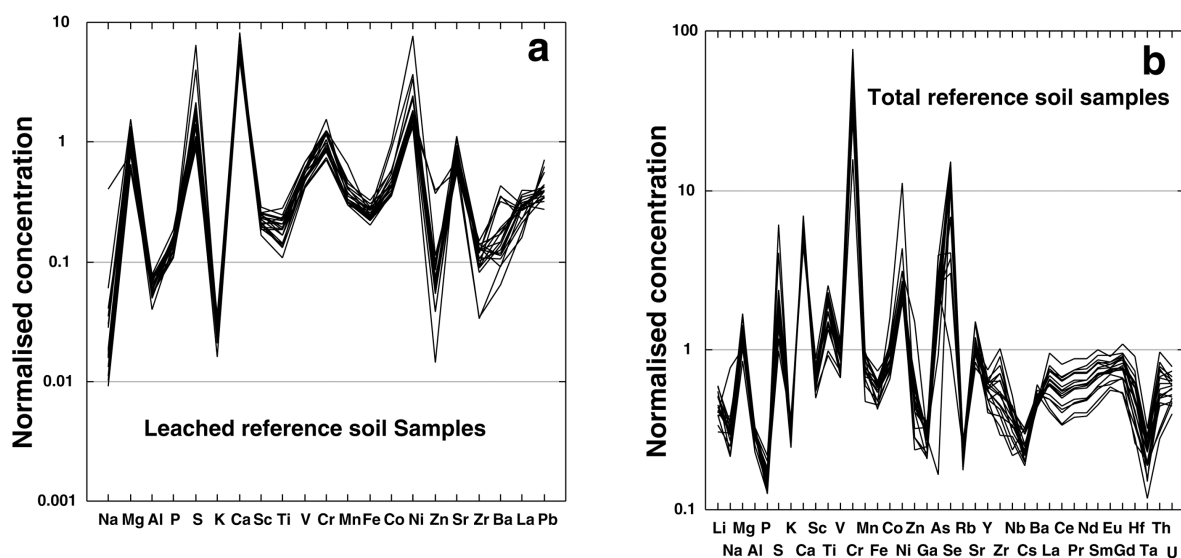 a
10
1
0.1
0.01
0.001
Normalised concentration
Leached reference soil Samples
Na Mg Al P S K Ca Sc Ti V Cr Mn Fe Co Ni Zn Sr Zr Ba La Pb
b
Total reference soil samples
100
10
1
0.1
Normalised concentration
Li Mg P K Sc V Mn Co Zn As Rb Y Nb Ba Ce Nd Eu Hf Th
Na Al S Ca Ti Cr Fe Ni Ga Se Sr Zr Cs La Pr Sm Gd Ta U